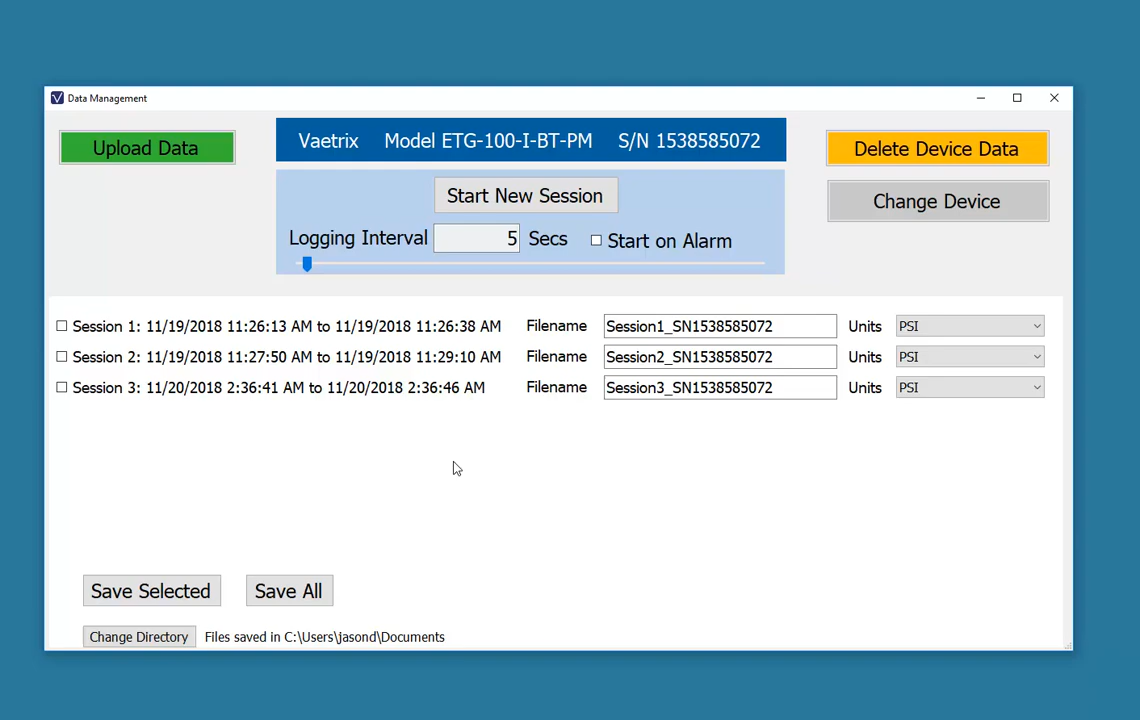 Data Management
Upload Data
Vaetrix Model ETG-100-I-BT-PM S/N 1538585072
Delete Device Data
Start New Session
Change Device
Logging Interval 5 Secs Start on Alarm
Session 1: 11/19/2018 11:26:13 AM to 11/19/2018 11:26:38 AM Filename Session1_SN1538585072 Units PSI
Session 2: 11/19/2018 11:27:50 AM to 11/19/2018 11:29:10 AM Filename Session2_SN1538585072 Units PSI
Session 3: 11/20/2018 2:36:41 AM to 11/20/2018 2:36:46 AM Filename Session3_SN1538585072 Units PSI
Save Selected Save All
Change Directory Files saved in C:\Users\jasond\Documents